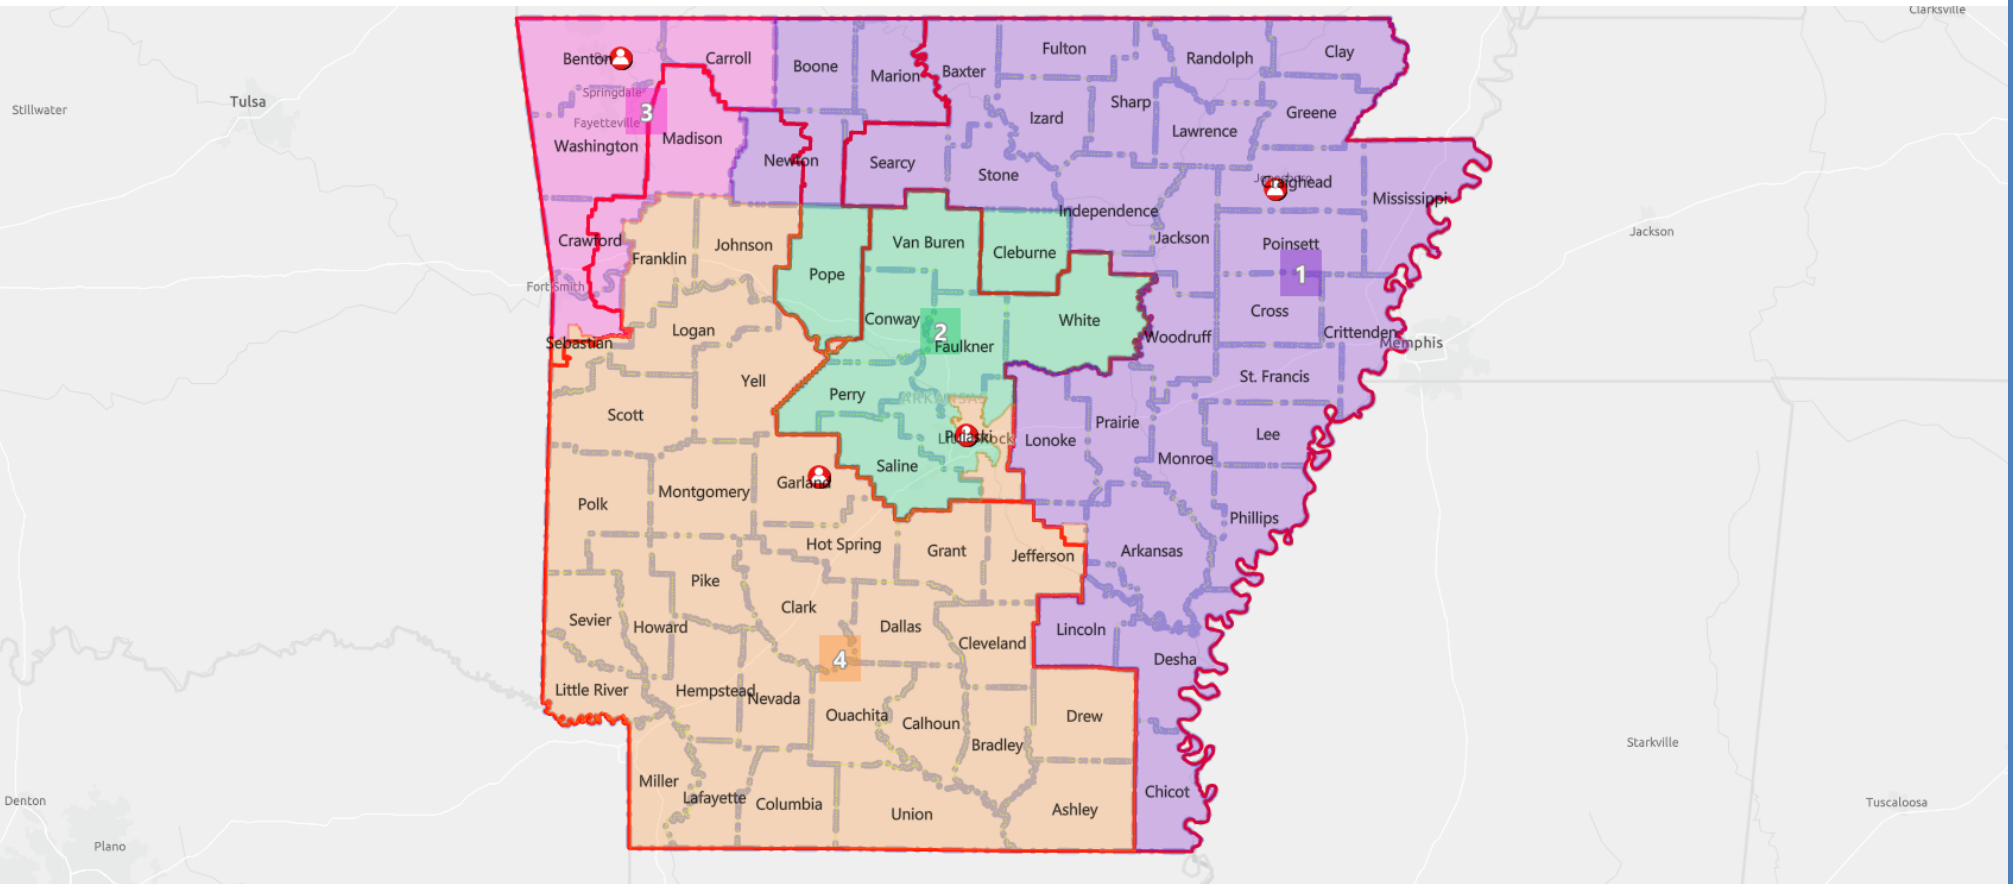 Clarksville
Fulton
Clay
Benton
Carroll
Boone
Randolph
Marion
Baxter
Springdale
Tulsa
Stillwater
Sharp
3
Izard
Greene
Fayetteville
Lawrence
Madison
Washington
Newton
Searcy
Stone
Craighead
Mississippi
Independence
Jackson
Jackson
Crawford
Johnson
Van Buren
Poinsett
Cleburne
Franklin
Pope
1
Fort Smith
Cross
Conway
White
Logan
2
Crittenden
Woodruff
Sebastian
Faulkner
Memphis
Yell
St. Francis
Perry
ARKANSAS
Scott
Prairie
Lee
Pulaski
Little Rock
Lonoke
Monroe
Saline
Garland
Montgomery
Polk
Phillips
Hot Spring
Grant
Jefferson
Arkansas
Pike
Clark
Sevier
Howard
Dallas
Lincoln
Cleveland
4
Desha
Little River
Hempstead
Nevada
Ouachita
Calhoun
Drew
Bradley
Starkville
Miller
Chicot
Lafayette
Columbia
Denton
Tuscaloosa
Union
Ashley
Plano